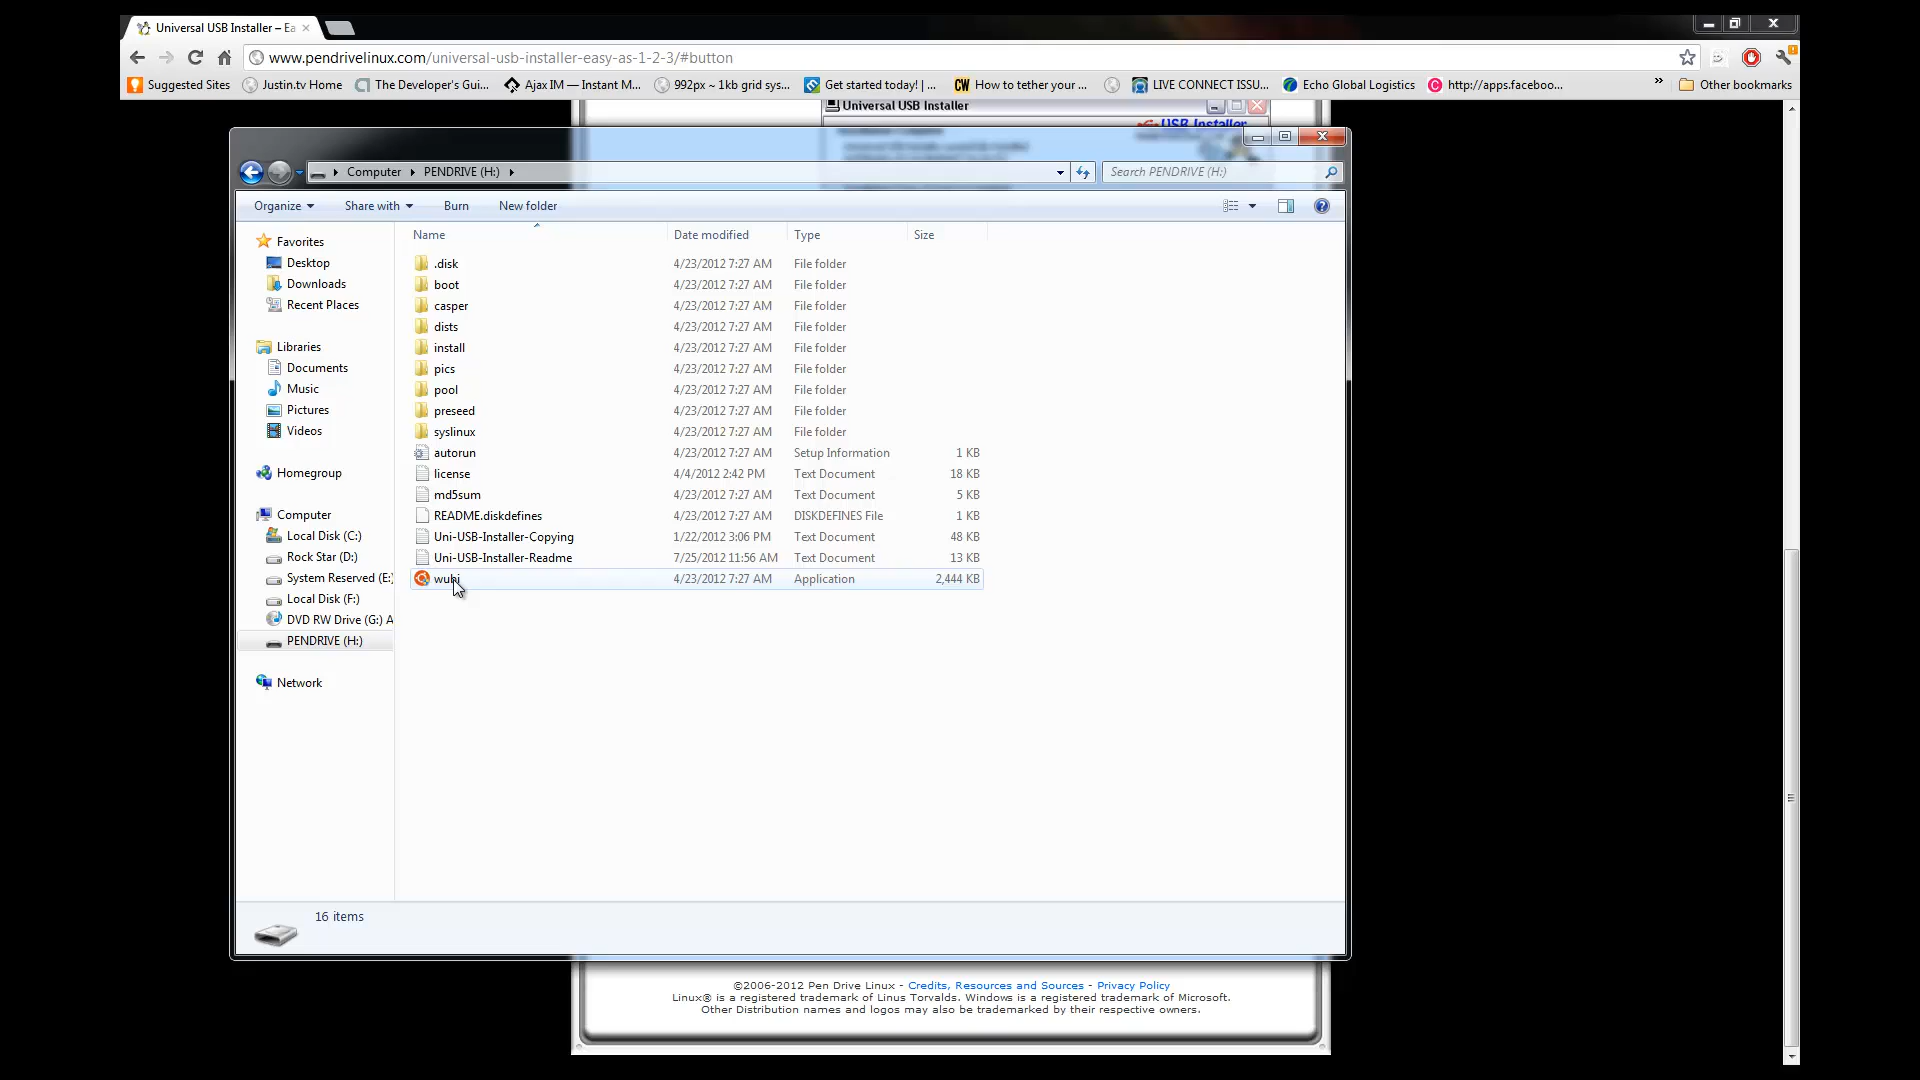 Universal USB Installer – Ea
www.pendrivelinux.com/universal-usb-installer-easy-as-1-2-3/#button
Suggested Sites Justin.tv Home The Developer's Gui... Ajax IM — Instant M... 992px ~ 1kb grid sys... Get started today! | ... How to tether your ... LIVE CONNECT ISSU... Echo Global Logistics http://apps.faceboo... » Other bookmarks
Universal USB Installer
USB Installer
Computer PENDRIVE (H:) Search PENDRIVE (H:)
Organize Share with Burn New folder
Name Date modified Type Size
Favorites
Desktop
Downloads
Recent Places
Libraries
Documents
Music
Pictures
Videos
Homegroup
Computer
Local Disk (C:)
Rock Star (D:)
System Reserved (E:)
Local Disk (F:)
DVD RW Drive (G:) A
PENDRIVE (H:)
Network
.disk 4/23/2012 7:27 AM File folder
boot 4/23/2012 7:27 AM File folder
casper 4/23/2012 7:27 AM File folder
dists 4/23/2012 7:27 AM File folder
install 4/23/2012 7:27 AM File folder
pics 4/23/2012 7:27 AM File folder
pool 4/23/2012 7:27 AM File folder
preseed 4/23/2012 7:27 AM File folder
syslinux 4/23/2012 7:27 AM File folder
autorun 4/23/2012 7:27 AM Setup Information 1 KB
license 4/4/2012 2:42 PM Text Document 18 KB
md5sum 4/23/2012 7:27 AM Text Document 5 KB
README.diskdefines 4/23/2012 7:27 AM DISKDEFINES File 1 KB
Uni-USB-Installer-Copying 1/22/2012 3:06 PM Text Document 48 KB
Uni-USB-Installer-Readme 7/25/2012 11:56 AM Text Document 13 KB
wubi 4/23/2012 7:27 AM Application 2,444 KB
16 items
©2006-2012 Pen Drive Linux - Credits, Resources and Sources - Privacy Policy
Linux® is a registered trademark of Linus Torvalds. Windows is a registered trademark of Microsoft.
Other Distribution names and logos may also be trademarked by their respective owners.